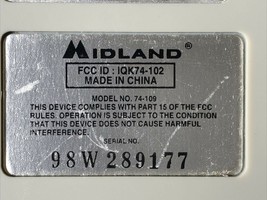 MIDLAND®
FCC ID : IQK74-102
MADE IN CHINA
MODEL NO. 74-109
THIS DEVICE COMPLIES WITH PART 15 OF THE FCC
RULES. OPERATION IS SUBJECT TO THE CONDITION
THAT THIS DEVICE DOES NOT CAUSE HARMFUL
INTERFERENCE.
SERIAL NO.
98W289177